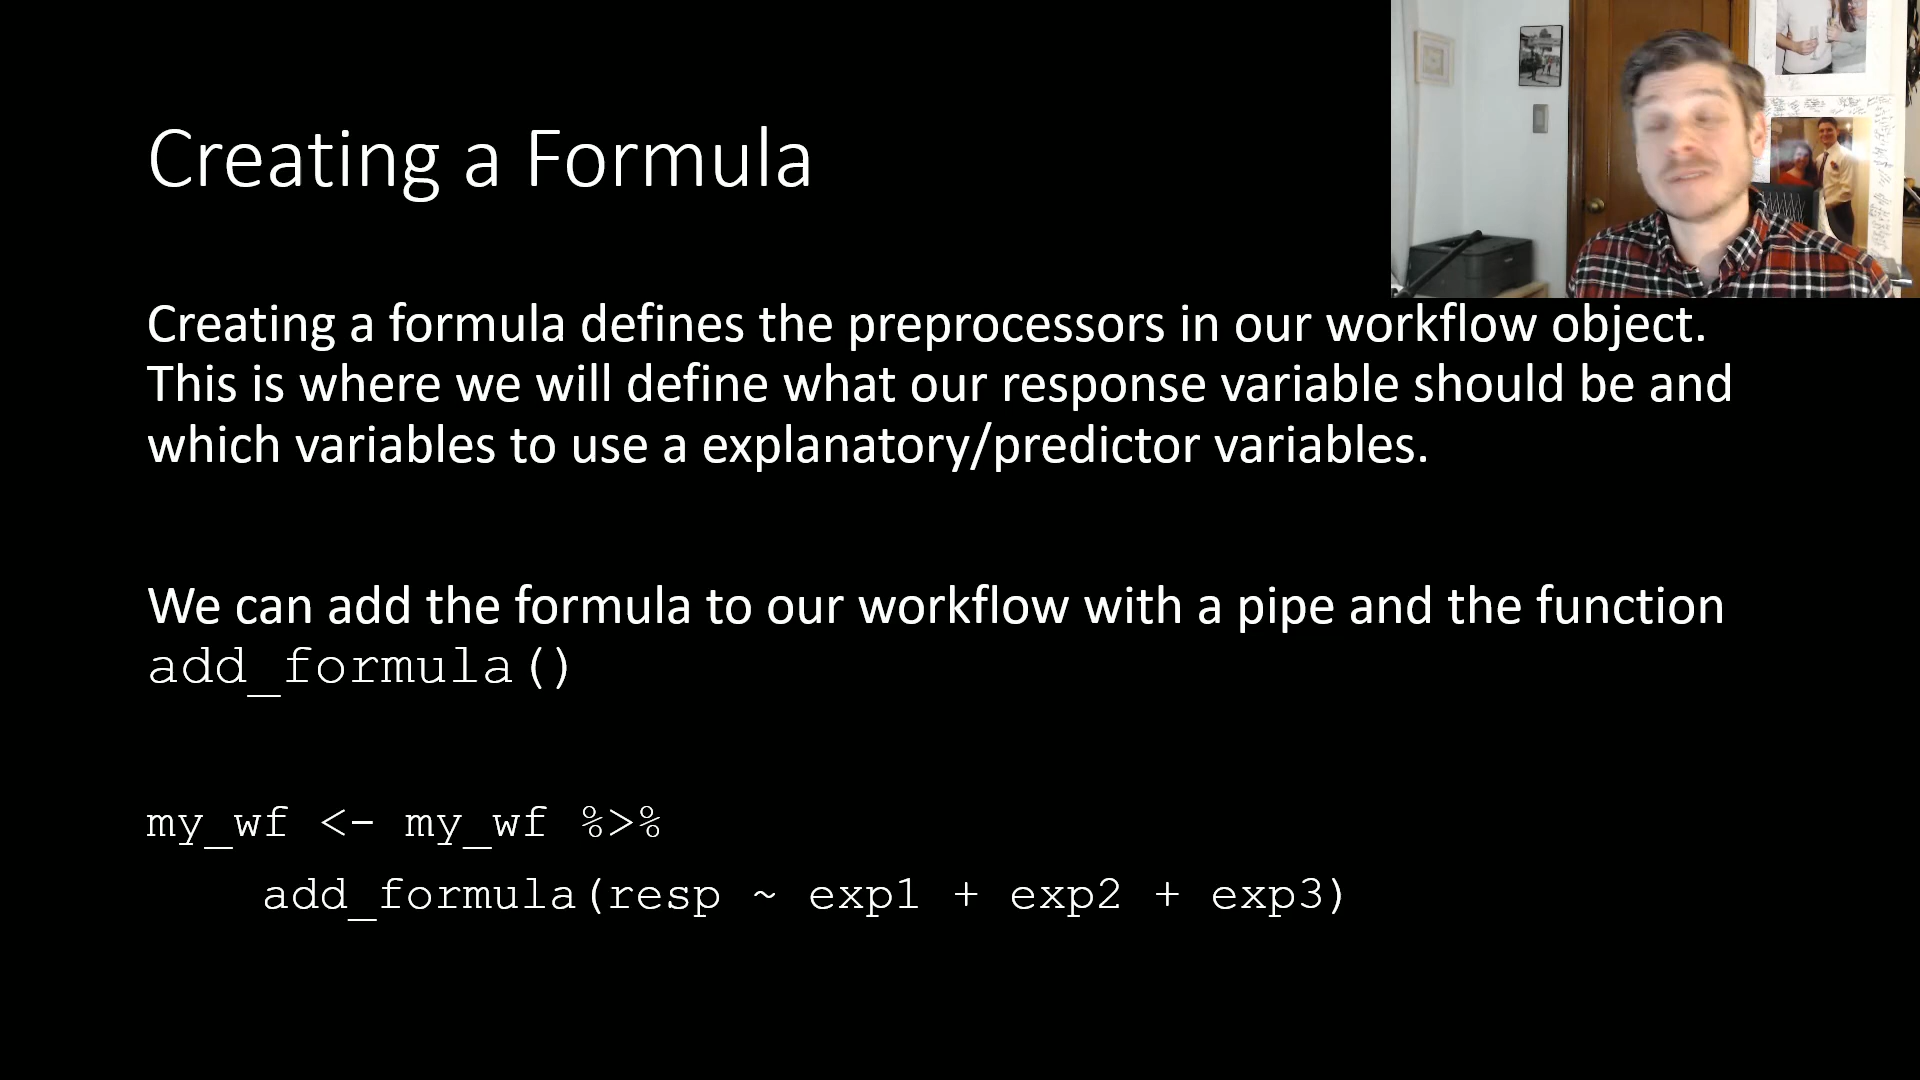 Creating a Formula
Creating a formula defines the preprocessors in our workflow object.
This is where we will define what our response variable should be and
which variables to use a explanatory/predictor variables.
We can add the formula to our workflow with a pipe and the function
add_formula()
my_wf <- my_wf %>%
add_formula(resp ~ exp1 + exp2 + exp3)